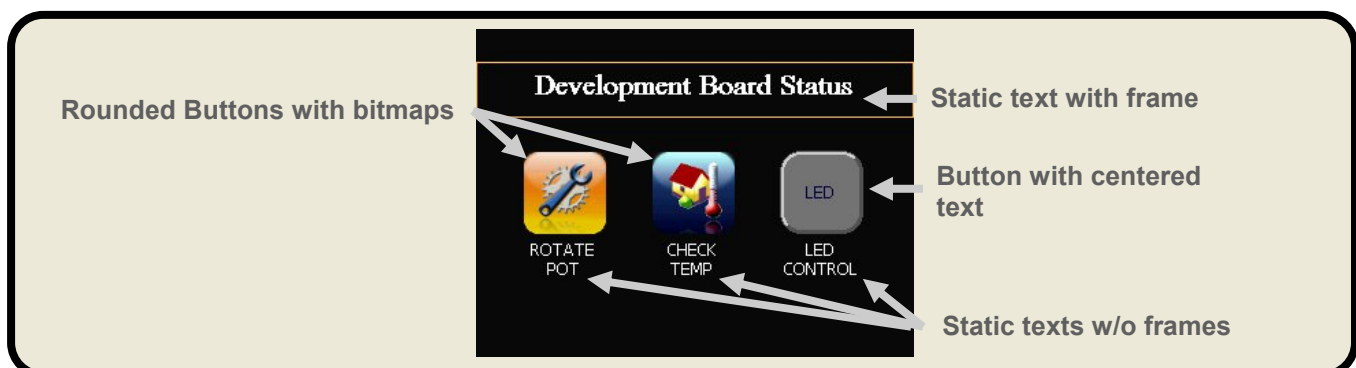 Development Board Status
Static text with frame
Rounded Buttons with bitmaps
Button with centered
text
LED
ROTATE
POT
CHECK
TEMP
LED
CONTROL
Static texts w/o frames